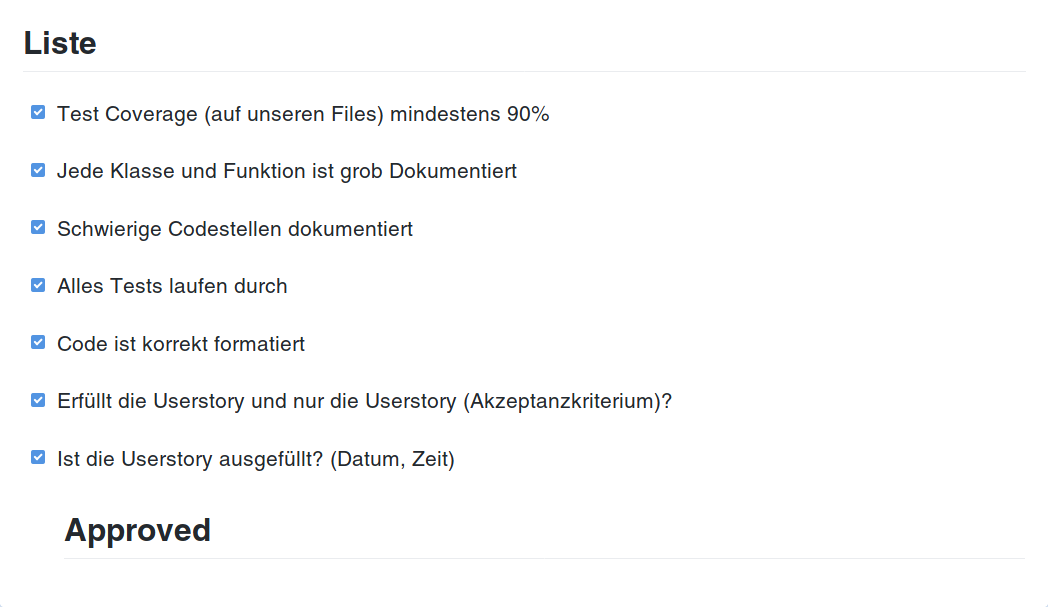 Liste
Test Coverage (auf unseren Files) mindestens 90%
Jede Klasse und Funktion ist grob Dokumentiert
Schwierige Codestellen dokumentiert
Alles Tests laufen durch
Code ist korrekt formatiert
Erfüllt die Userstory und nur die Userstory (Akzeptanzkriterium)?
Ist die Userstory ausgefüllt? (Datum, Zeit)
Approved